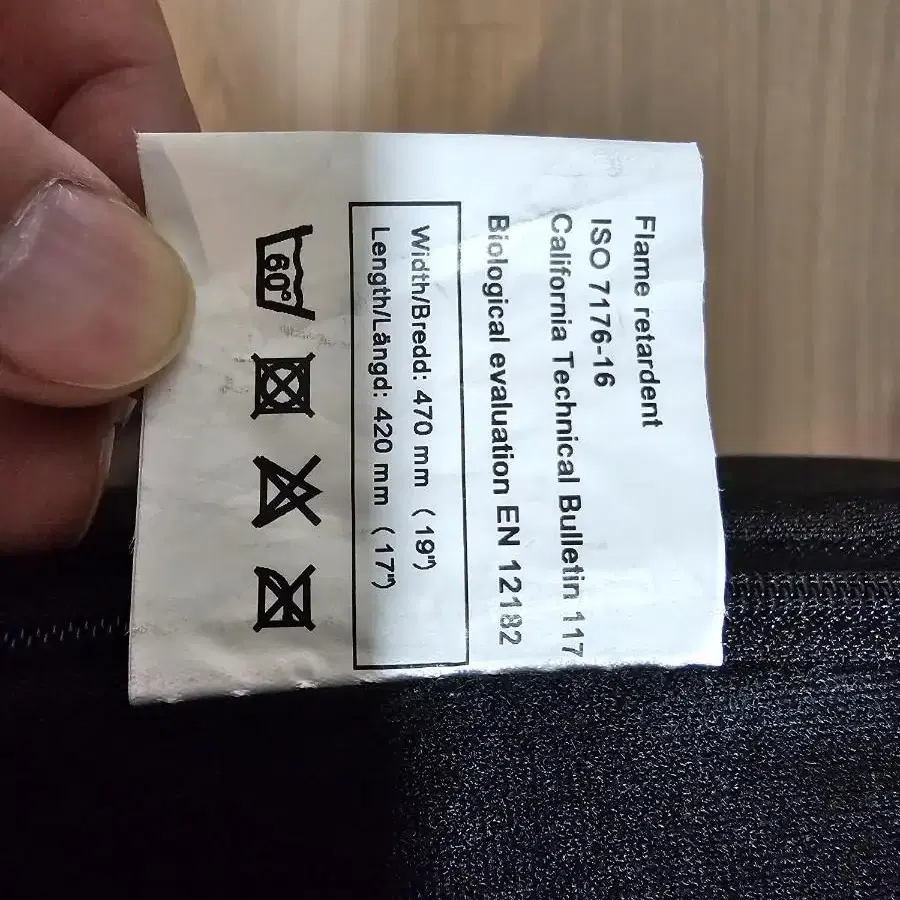 Flame retardent
ISO 7176-16
California Technical Bulletin 117
Biological evaluation EN 12182
Width/Bredd: 470 mm (19")
Length/Längd: 420 mm (17")
60°